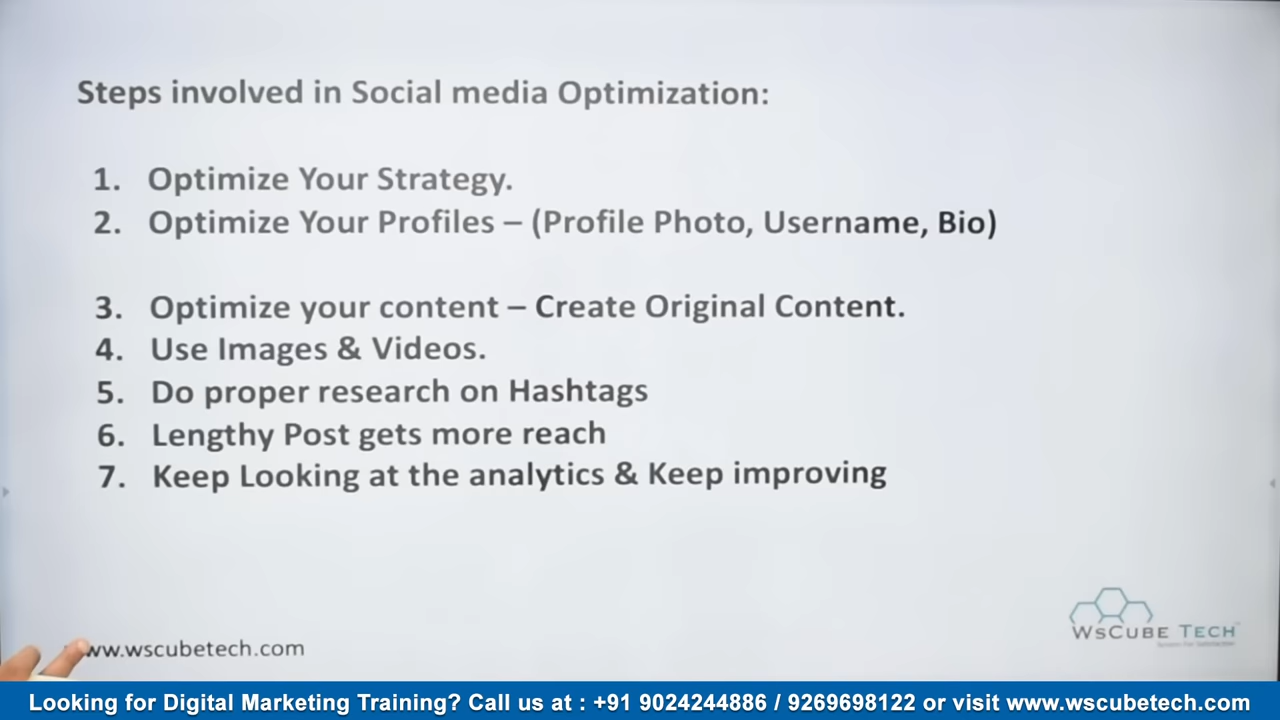 Steps involved in Social media Optimization:
1. Optimize Your Strategy.
2. Optimize Your Profiles – (Profile Photo, Username, Bio)
3. Optimize your content – Create Original Content.
4. Use Images & Videos.
5. Do proper research on Hashtags
6. Lengthy Post gets more reach
7. Keep Looking at the analytics & Keep improving
www.wscubetech.com
WsCube Tech
Looking for Digital Marketing Training? Call us at : +91 9024244886 / 9269698122 or visit www.wscubetech.com